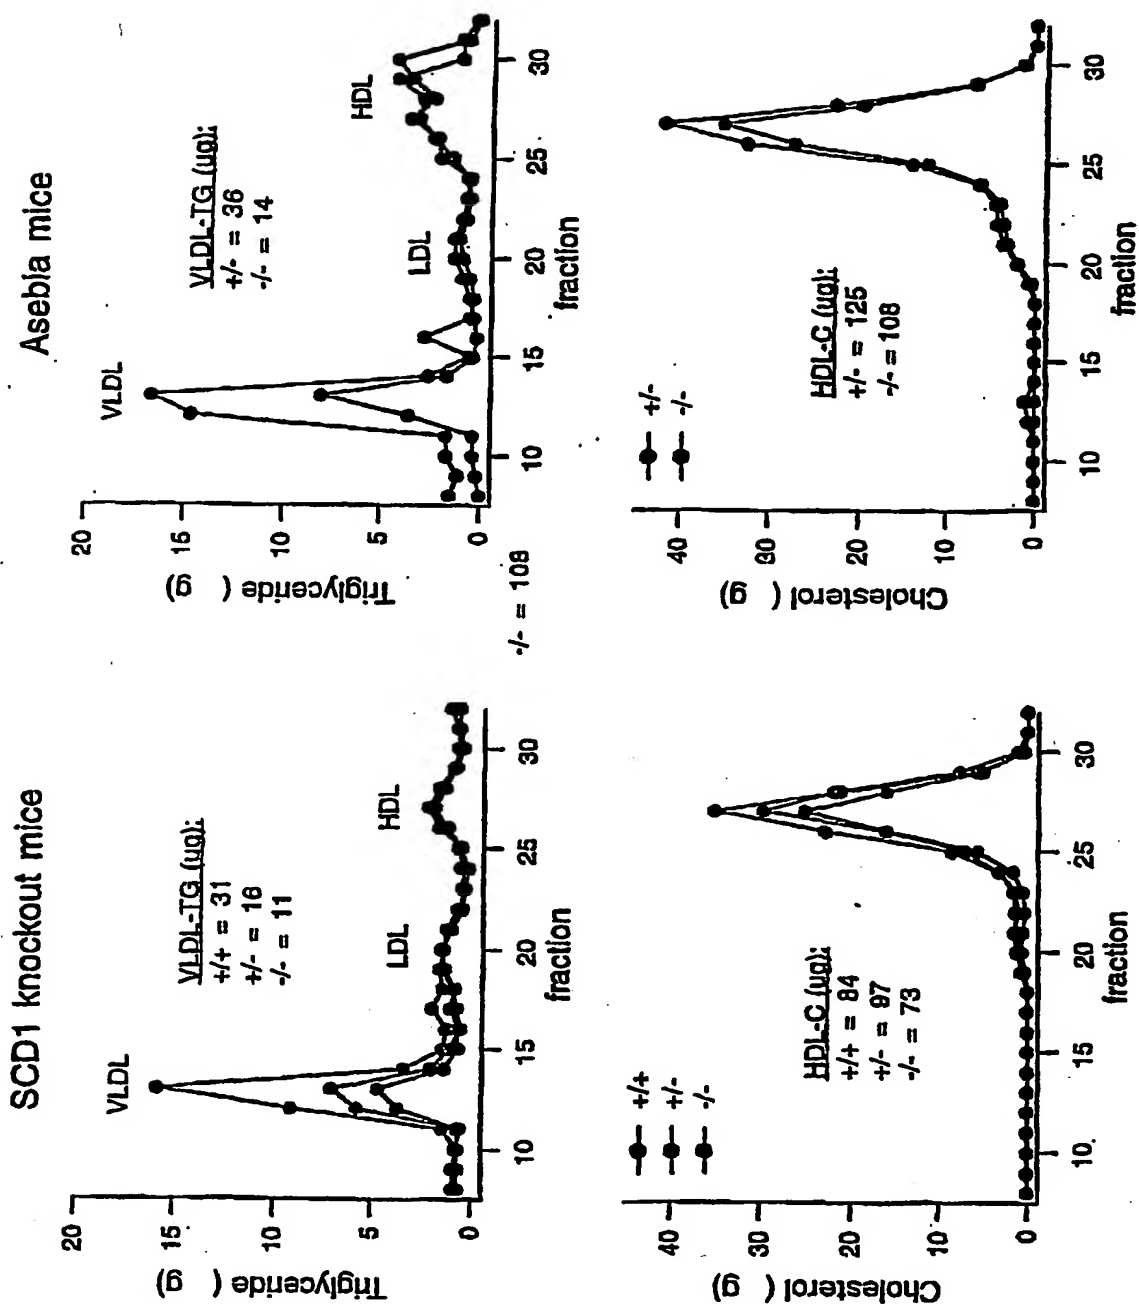 SCD1 knockout mice
20
15
10
5
0
Triglyceride ( g)
VLDL
LDL
HDL
VLDL-TG (ug):
+/+ = 31
+/- = 16
-/- = 11
10
15
20
25
30
fraction
40
30
20
10
0
Cholesterol ( g)
+/+
+/-
-/-
HDL-C (ug):
+/+ = 84
+/- = 97
-/- = 73
10
15
20
25
30
fraction
Asebia mice
20
15
10
5
0
Triglyceride ( g)
VLDL
LDL
HDL
VLDL-TG (ug):
+/- = 36
-/- = 14
10
15
20
25
30
fraction
-/- = 108
40
30
20
10
0
Cholesterol ( g)
+/-
-/-
HDL-C (ug):
+/- = 125
-/- = 108
10
15
20
25
30
fraction